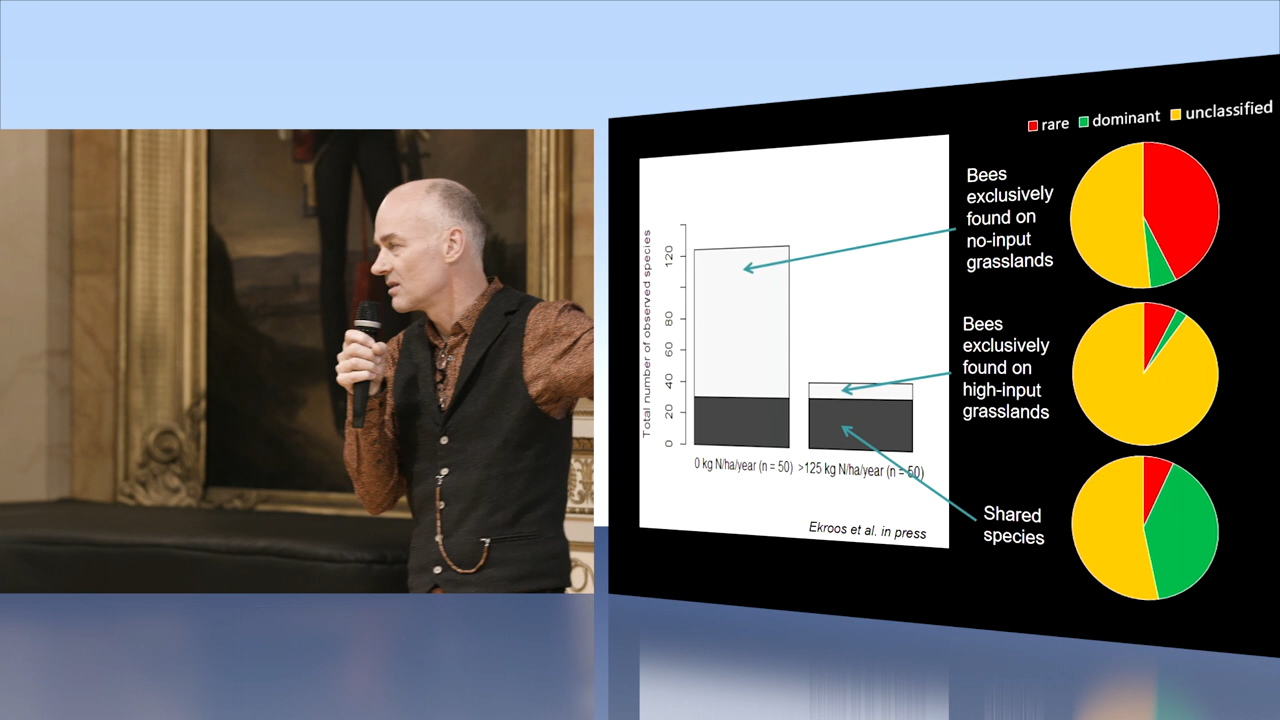 rare dominant unclassified
Bees
exclusively
found on
no-input
grasslands
Bees
exclusively
found on
high-input
grasslands
Shared
species
Total number of observed species
120
80
60
40
20
0
0 kg N/ha/year (n = 50) >125 kg N/ha/year (n = 50)
Ekroos et al. in press